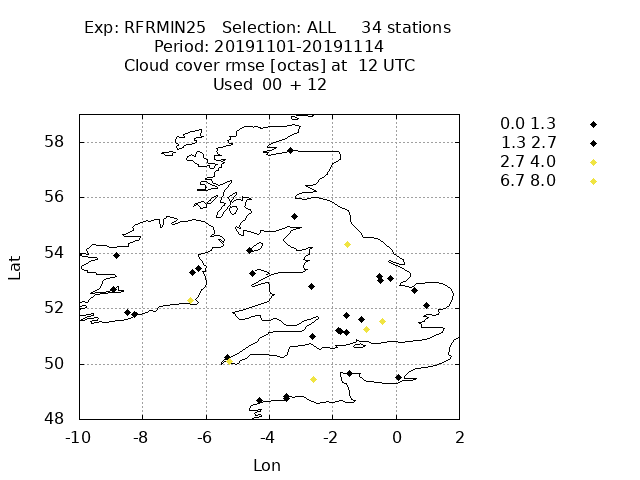 Exp: RFRMIN25 Selection: ALL 34 stations
Period: 20191101-20191114
Cloud cover rmse [octas] at 12 UTC
Used 00 + 12
0.0 1.3
1.3 2.7
2.7 4.0
6.7 8.0
58
56
54
52
50
48
Lat
-10 -8 -6 -4 -2 0 2
Lon